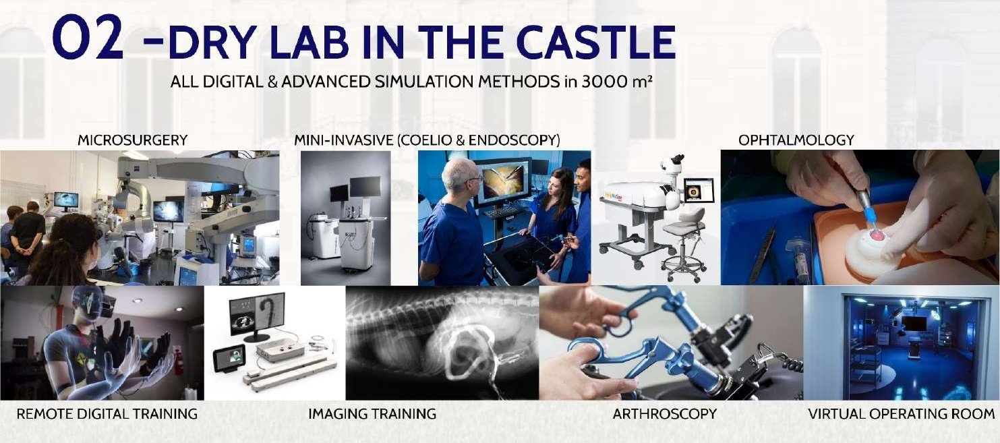 02 -DRY LAB IN THE CASTLE
ALL DIGITAL & ADVANCED SIMULATION METHODS in 3000 m²
MICROSURGERY
MINI-INVASIVE (COELIO & ENDOSCOPY)
OPHTALMOLOGY
HelpMeSee
REMOTE DIGITAL TRAINING
IMAGING TRAINING
ARTHROSCOPY
VIRTUAL OPERATING ROOM